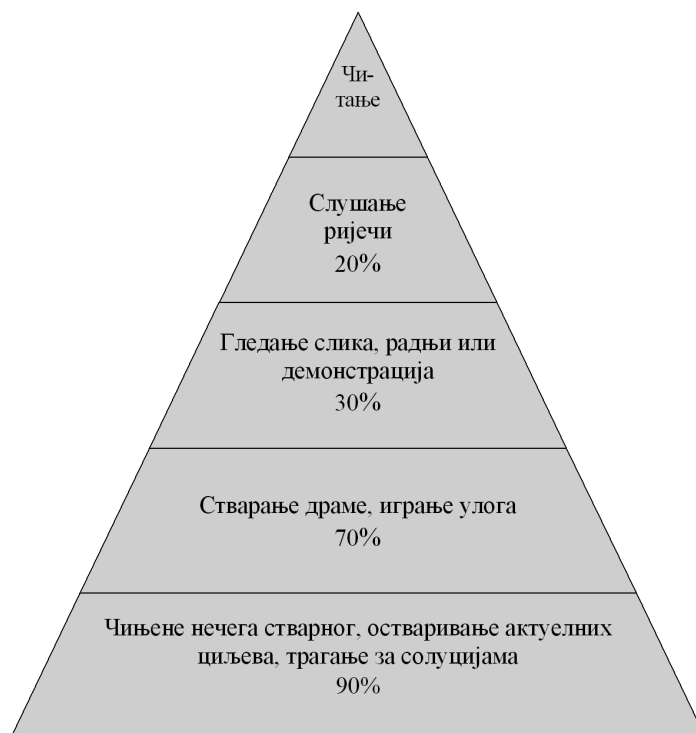 Чи-
тање
Слушање
ријечи
20%
Гледање слика, радњи или
демонстрација
30%
Стварање драме, играње улога
70%
Чињене нечега стварног, остваривање актуелних
циљева, трагање за солуцијама
90%